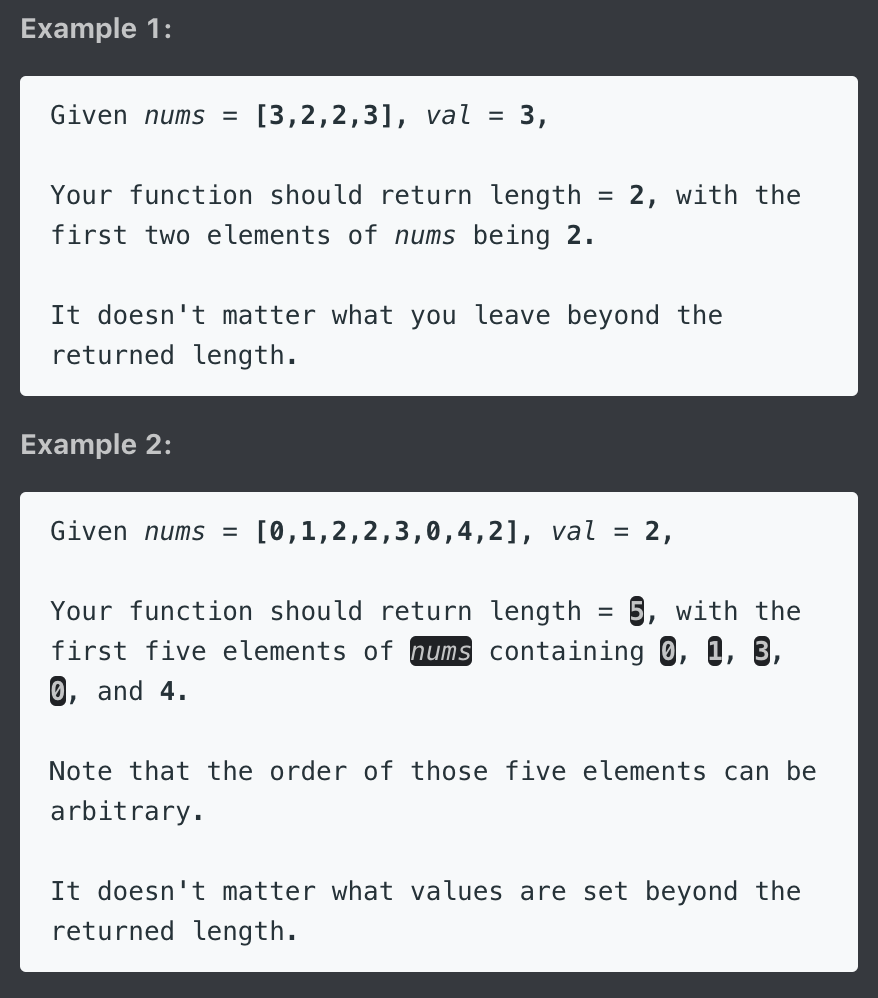 Example 1:
Given nums = [3,2,2,3], val = 3,
Your function should return length = 2, with the
first two elements of nums being 2.
It doesn't matter what you leave beyond the
returned length.
Example 2:
Given nums = [0,1,2,2,3,0,4,2], val = 2,
Your function should return length = 5, with the
first five elements of nums containing 0, 1, 3,
0, and 4.
Note that the order of those five elements can be
arbitrary.
It doesn't matter what values are set beyond the
returned length.